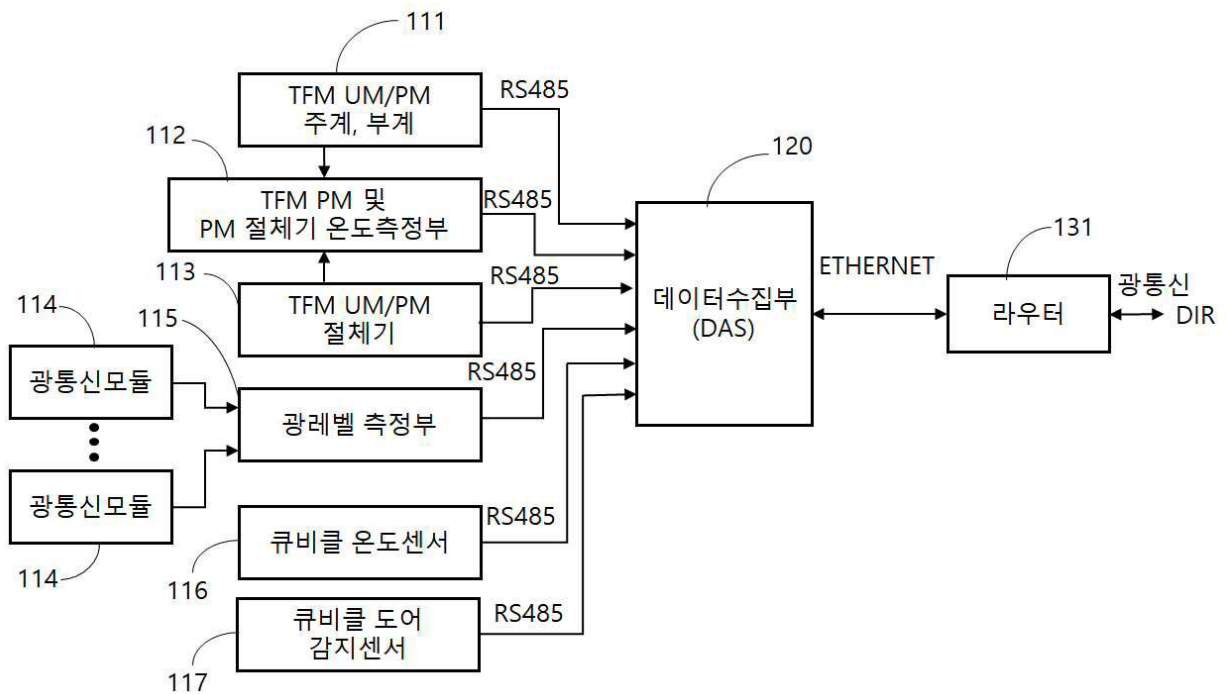 111
TFM UM/PM
주계, 부계
RS485
112
TFM PM 및
PM 절체기 온도측정부
RS485
120
113
TFM UM/PM
절체기
RS485
데이터수집부
(DAS)
ETHERNET
131
라우터
광통신
DIR
114
광통신모듈
115
광레벨 측정부
RS485
광통신모듈
114
큐비클 온도센서
RS485
116
큐비클 도어
감지센서
RS485
117